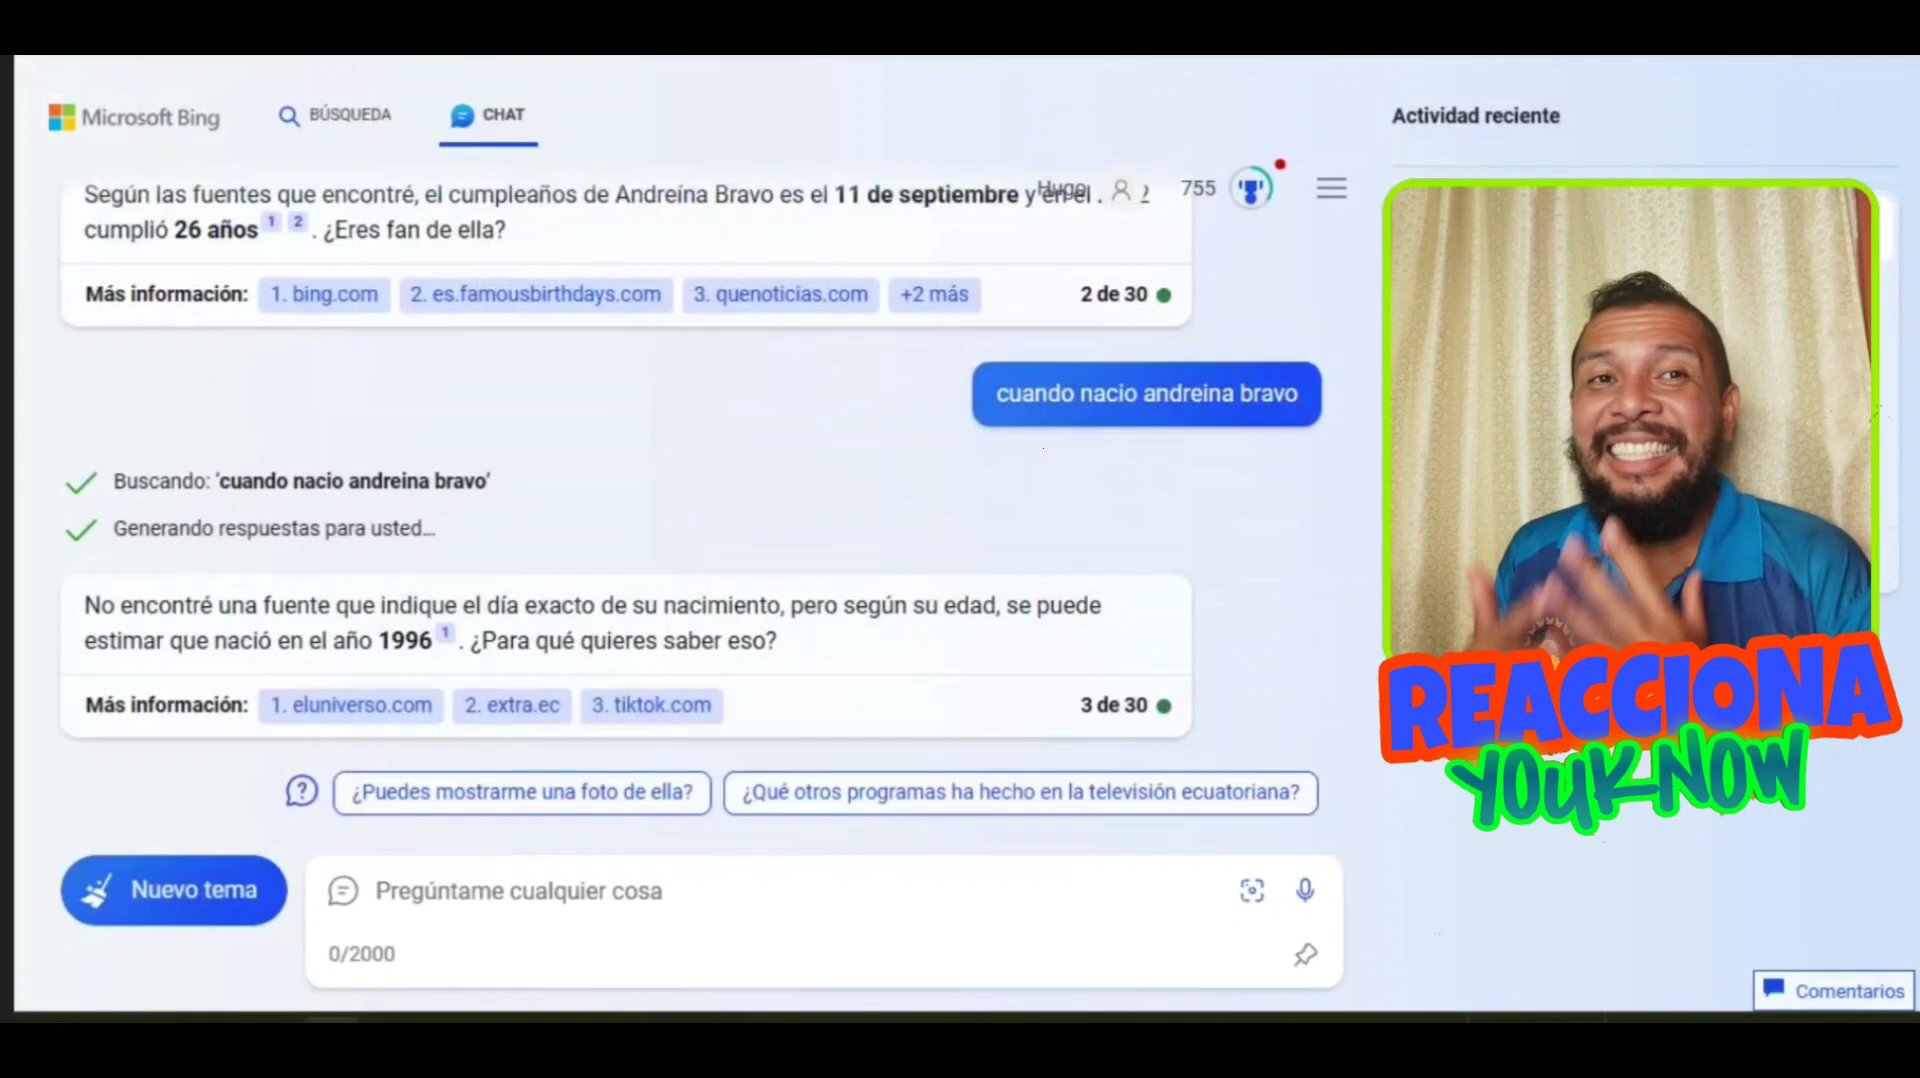 Microsoft Bing
BÚSQUEDA
CHAT
Actividad reciente
Según las fuentes que encontré, el cumpleaños de Andreína Bravo es el 11 de septiembre y en el
cumplió 26 años 1 2 . ¿Eres fan de ella?
Hugo
755
Más información: 1. bing.com 2. es.famousbirthdays.com 3. quenoticias.com +2 más 2 de 30
cuando nacio andreina bravo
Buscando: 'cuando nacio andreina bravo'
Generando respuestas para usted...
No encontré una fuente que indique el día exacto de su nacimiento, pero según su edad, se puede
estimar que nació en el año 1996 1 . ¿Para qué quieres saber eso?
Más información: 1. eluniverso.com 2. extra.ec 3. tiktok.com 3 de 30
¿Puedes mostrarme una foto de ella?
¿Qué otros programas ha hecho en la televisión ecuatoriana?
Nuevo tema
Pregúntame cualquier cosa
0/2000
Comentarios
REACCIONA
YOUKNOW